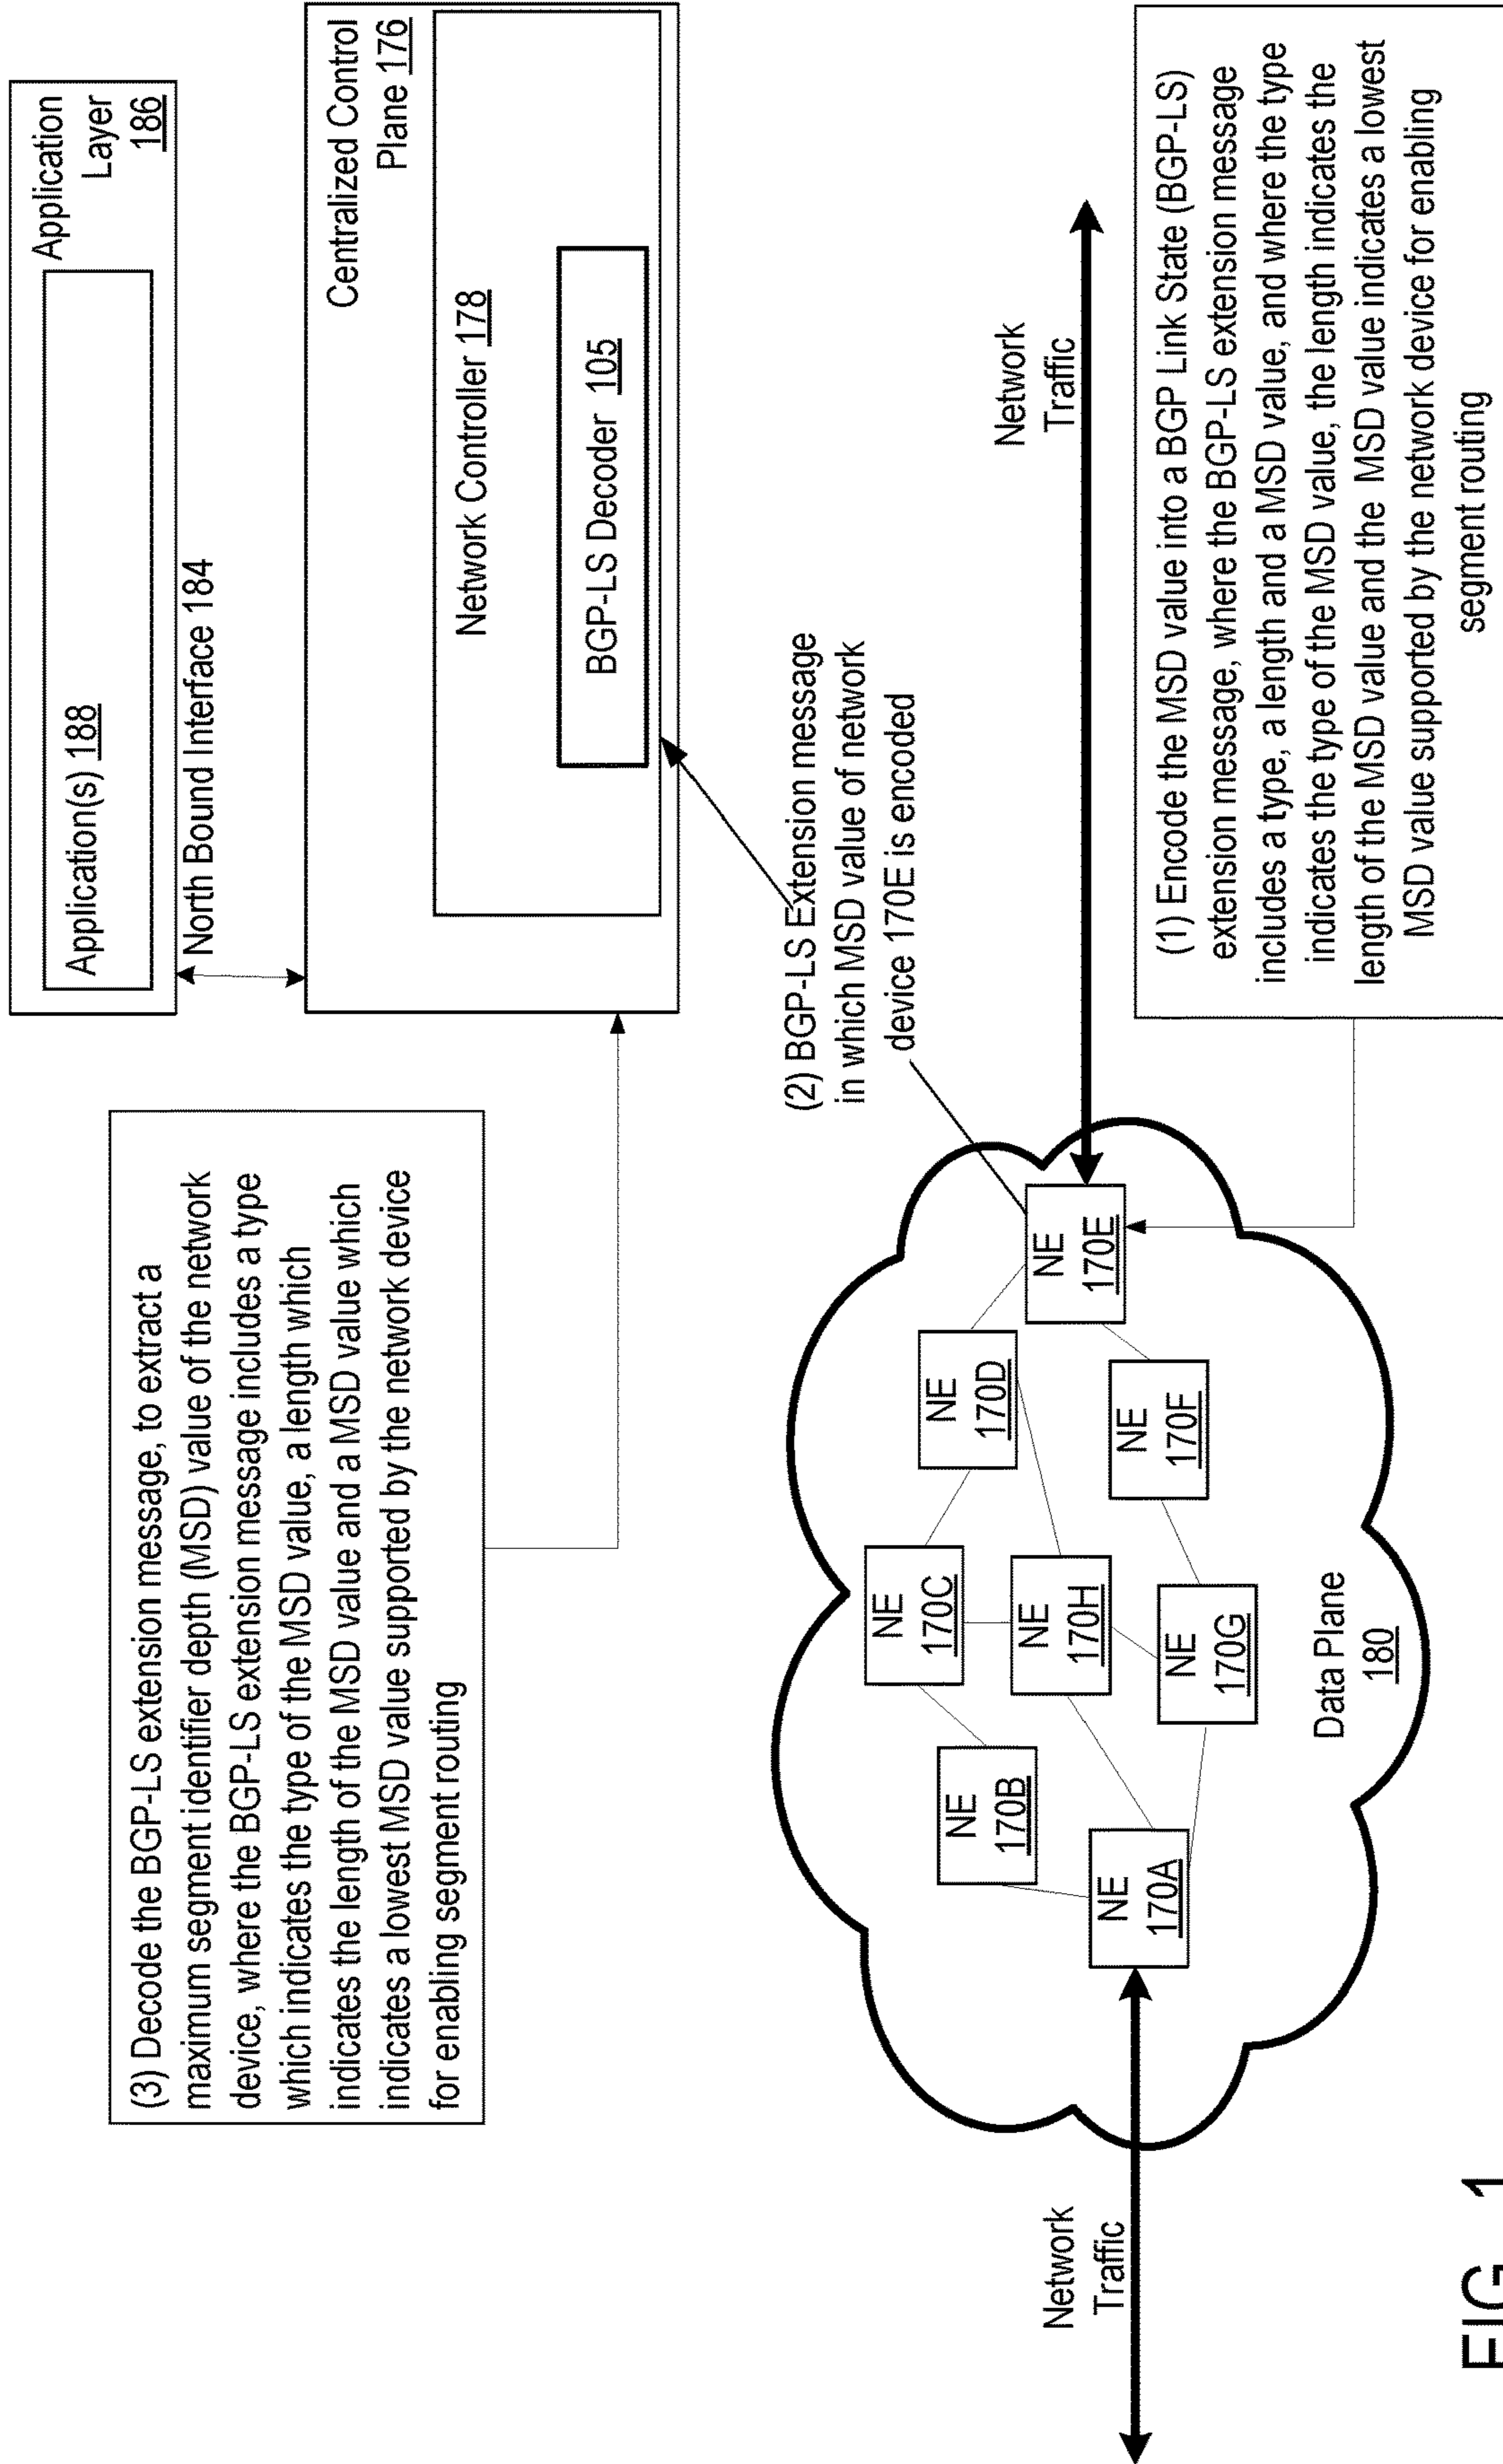 (3) Decode the BGP-LS extension message, to extract a
maximum segment identifier depth (MSD) value of the network
device, where the BGP-LS extension message includes a type
which indicates the type of the MSD value, a length which
indicates the length of the MSD value and a MSD value which
indicates a lowest MSD value supported by the network device
for enabling segment routing
Application
Layer
186
Application(s) 188
North Bound Interface 184
Centralized Control
Plane 176
Network Controller 178
BGP-LS Decoder 105
(2) BGP-LS Extension message
in which MSD value of network
device 170E is encoded
Network
Traffic
NE
170A
NE
170B
NE
170C
NE
170H
NE
170G
NE
170D
NE
170F
NE
170E
Data Plane
180
Network
Traffic
(1) Encode the MSD value into a BGP Link State (BGP-LS)
extension message, where the BGP-LS extension message
includes a type, a length and a MSD value, and where the type
indicates the type of the MSD value, the length indicates the
length of the MSD value and the MSD value indicates a lowest
MSD value supported by the network device for enabling
segment routing
FIG. 1